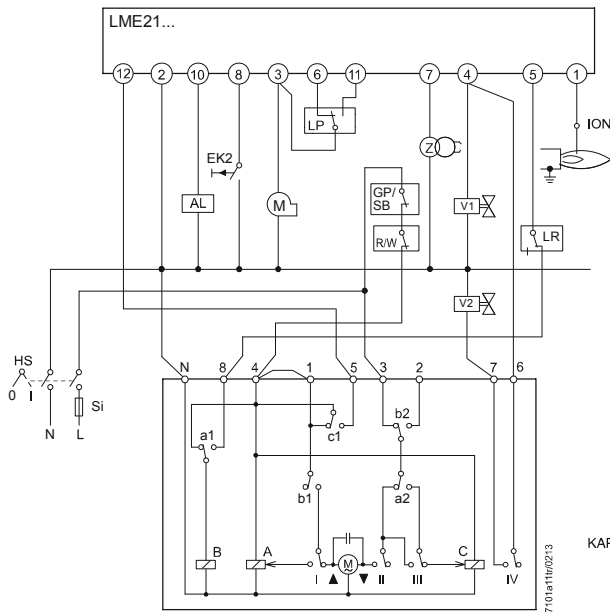 LME21...
12 2 10 8 3 6 11 7 4 5 1
ION
LP
EK2
Z
GP/
SB
AL
M
V1
R/W
LR
V2
HS
0 I
Si
N L
N 8 4 1 5 3 2 7 6
a1
c1
b2
b1
a2
B A I M II III C IV
KAP
7101a11tr/0213